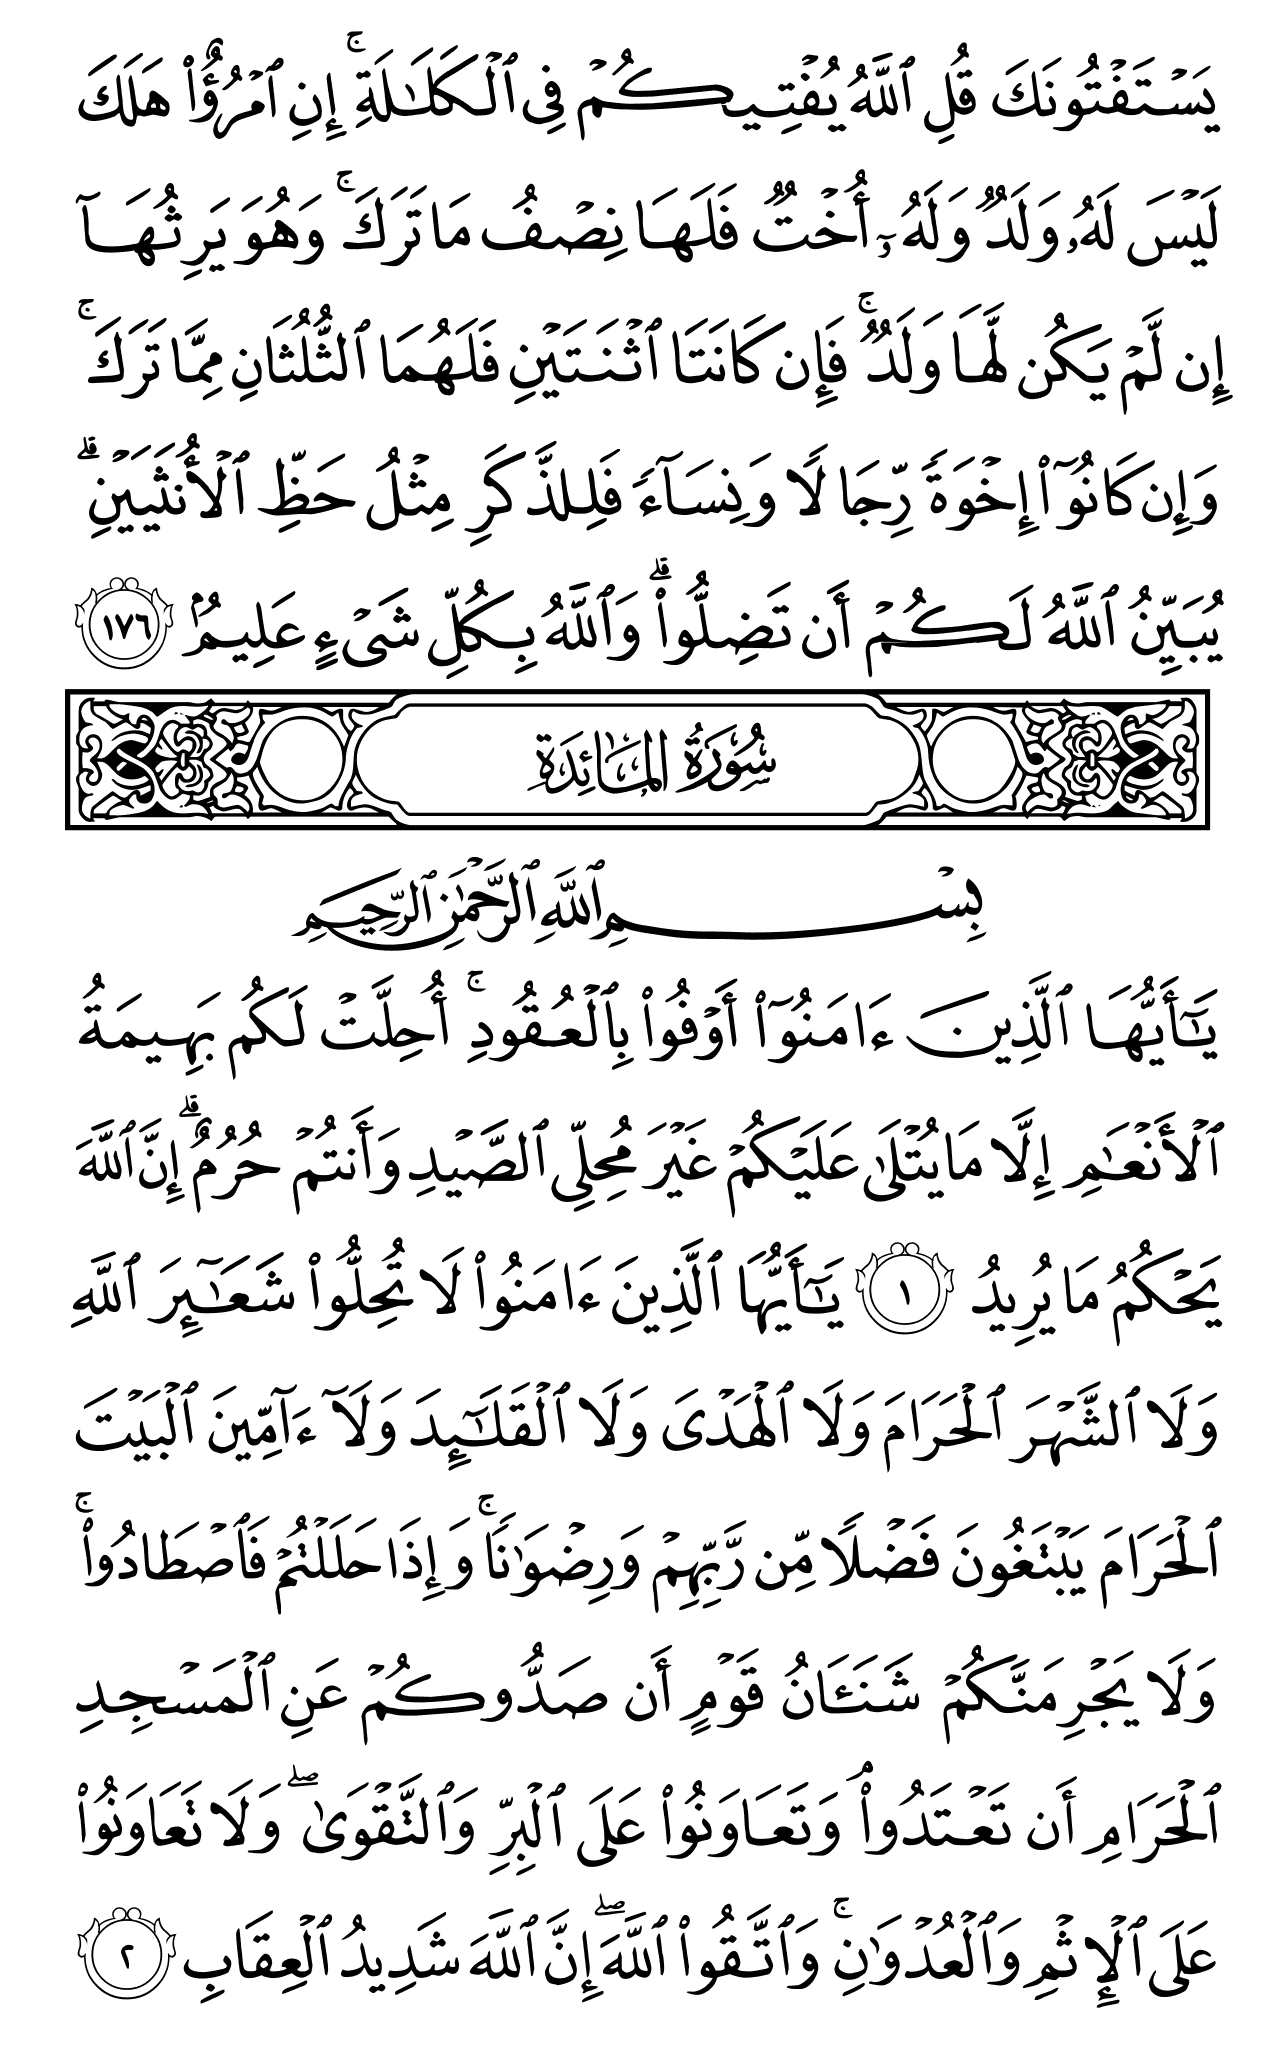 يَسۡتَفۡتُونَكَ قُلِ ٱللَّهُ يُفۡتِيكُمۡ فِي ٱلۡكَلَٰلَةِۚ إِنِ ٱمۡرُؤٌاْ هَلَكَ
لَيۡسَ لَهُۥ وَلَدٞ وَلَهُۥٓ أُخۡتٞ فَلَهَا نِصۡفُ مَا تَرَكَۚ وَهُوَ يَرِثُهَآ
إِن لَّمۡ يَكُن لَّهَا وَلَدٞۚ فَإِن كَانَتَا ٱثۡنَتَيۡنِ فَلَهُمَا ٱلثُّلُثَانِ مِمَّا تَرَكَۚ
وَإِن كَانُوٓاْ إِخۡوَةٗ رِّجَالٗا وَنِسَآءٗ فَلِلذَّكَرِ مِثۡلُ حَظِّ ٱلۡأُنثَيَيۡنِۗ
يُبَيِّنُ ٱللَّهُ لَكُمۡ أَن تَضِلُّواْۗ وَٱللَّهُ بِكُلِّ شَيۡءٍ عَلِيمُۢ ١٧٦
سُورَةُ المَائِدَةِ
بِسۡمِ ٱللَّهِ ٱلرَّحۡمَٰنِ ٱلرَّحِيمِ
يَٰٓأَيُّهَا ٱلَّذِينَ ءَامَنُوٓاْ أَوۡفُواْ بِٱلۡعُقُودِۚ أُحِلَّتۡ لَكُم بَهِيمَةُ
ٱلۡأَنۡعَٰمِ إِلَّا مَا يُتۡلَىٰ عَلَيۡكُمۡ غَيۡرَ مُحِلِّي ٱلصَّيۡدِ وَأَنتُمۡ حُرُمٌۗ إِنَّ ٱللَّهَ
يَحۡكُمُ مَا يُرِيدُ ١ يَٰٓأَيُّهَا ٱلَّذِينَ ءَامَنُواْ لَا تُحِلُّواْ شَعَٰٓئِرَ ٱللَّهِ
وَلَا ٱلشَّهۡرَ ٱلۡحَرَامَ وَلَا ٱلۡهَدۡيَ وَلَا ٱلۡقَلَٰٓئِدَ وَلَآ ءَآمِّينَ ٱلۡبَيۡتَ
ٱلۡحَرَامَ يَبۡتَغُونَ فَضۡلٗا مِّن رَّبِّهِمۡ وَرِضۡوَٰنٗاۚ وَإِذَا حَلَلۡتُمۡ فَٱصۡطَادُواْۚ
وَلَا يَجۡرِمَنَّكُمۡ شَنَـَٔانُ قَوۡمٍ أَن صَدُّوكُمۡ عَنِ ٱلۡمَسۡجِدِ
ٱلۡحَرَامِ أَن تَعۡتَدُواْۘ وَتَعَاوَنُواْ عَلَى ٱلۡبِرِّ وَٱلتَّقۡوَىٰۖ وَلَا تَعَاوَنُواْ
عَلَى ٱلۡإِثۡمِ وَٱلۡعُدۡوَٰنِۚ وَٱتَّقُواْ ٱللَّهَۖ إِنَّ ٱللَّهَ شَدِيدُ ٱلۡعِقَابِ ٢